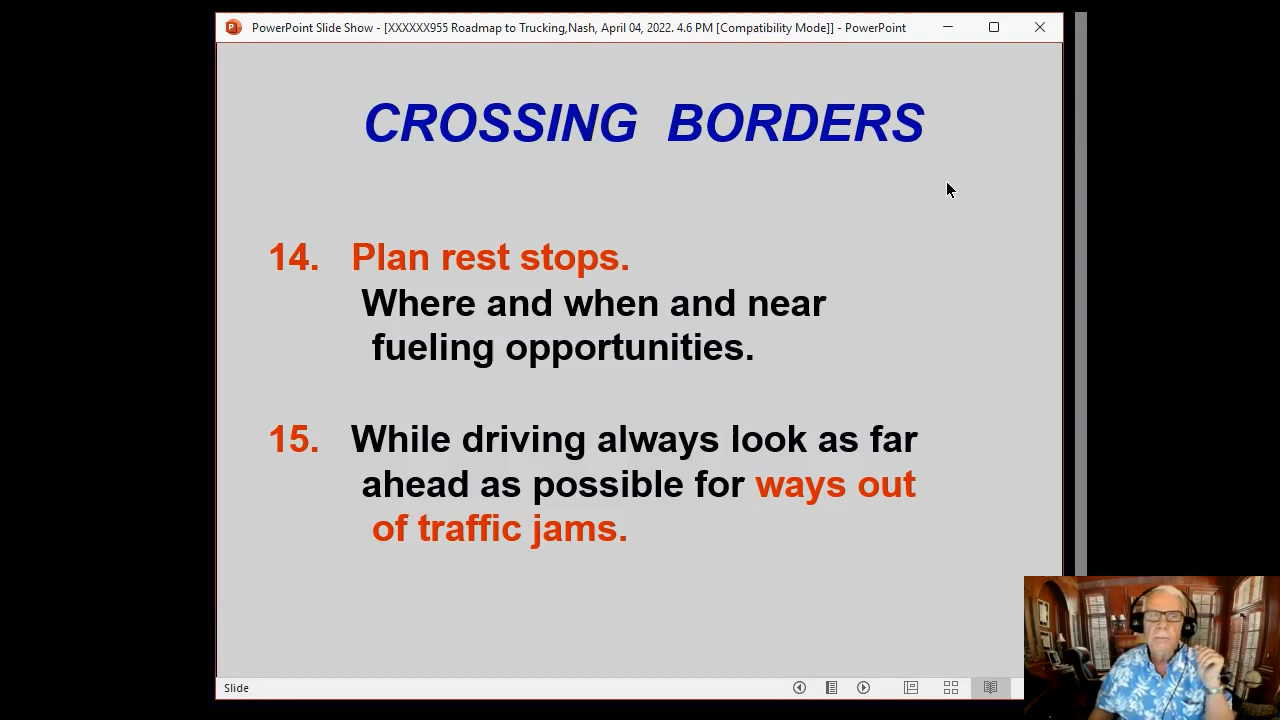 PowerPoint Slide Show - [XXXXXX955 Roadmap to Trucking,Nash, April 04, 2022. 4.6 PM [Compatibility Mode]] - PowerPoint
CROSSING BORDERS
14. Plan rest stops.
Where and when and near
fueling opportunities.
15. While driving always look as far
ahead as possible for ways out
of traffic jams.
Slide